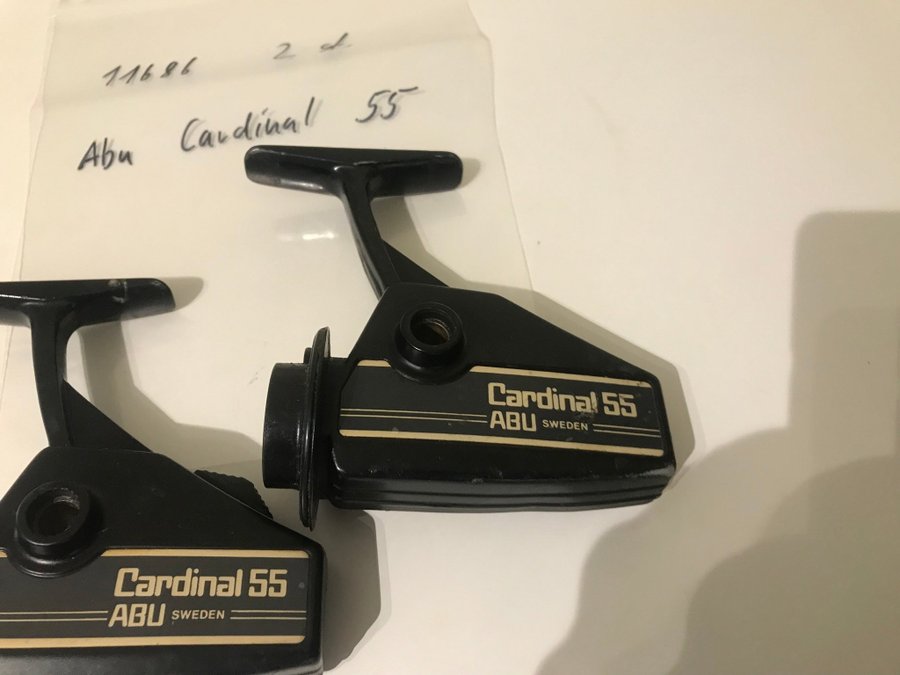 11686 2 st.
Abu Cardinal 55
Cardinal 55
ABU SWEDEN
Cardinal 55
ABU SWEDEN